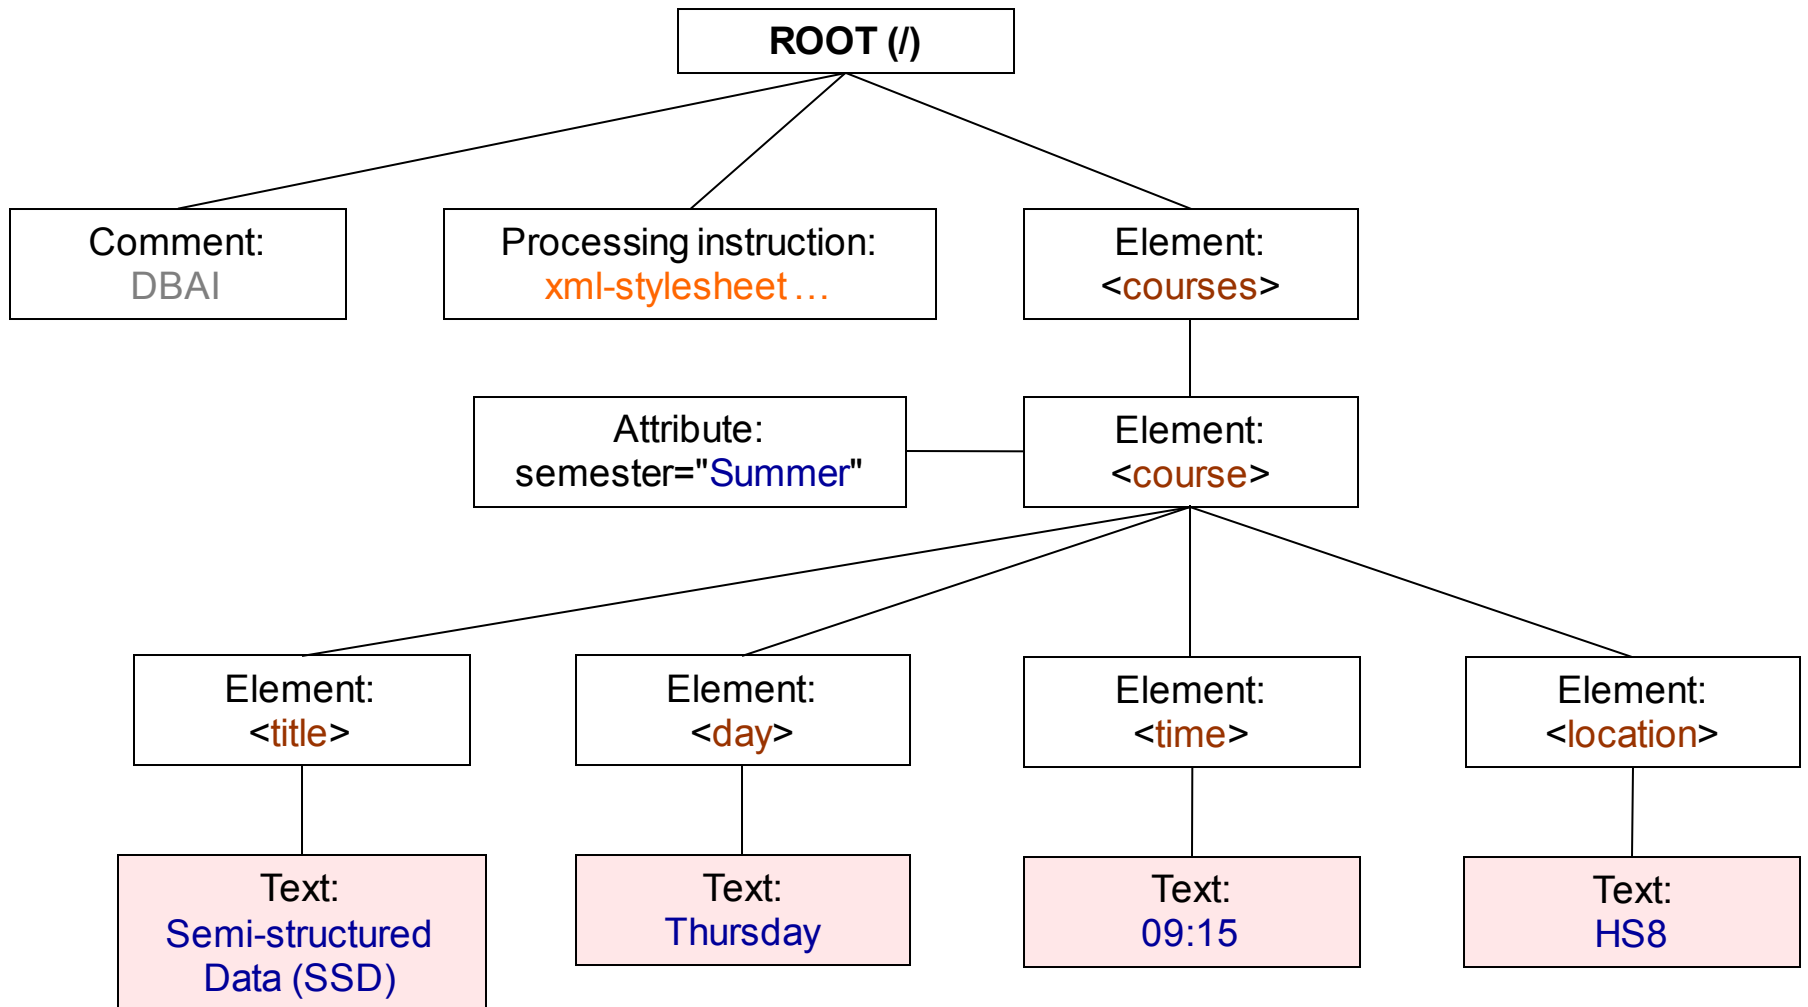 ROOT (/)
Comment:
DBAI
Processing instruction:
xml-stylesheet …
Element:
<courses>
Attribute:
semester="Summer"
Element:
<course>
Element:
<title>
Element:
<day>
Element:
<time>
Element:
<location>
Text:
Semi-structured
Data (SSD)
Text:
Thursday
Text:
09:15
Text:
HS8